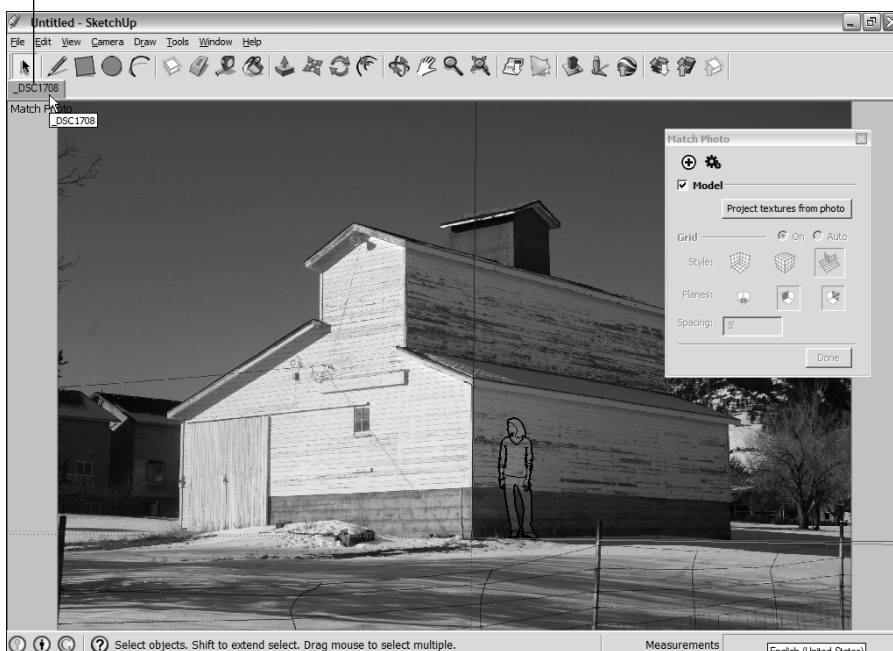 Untitled - SketchUp
File Edit View Camera Draw Tools Window Help
_DSC1708
Match Photo
_DSC1708
Match Photo
Model
Project textures from photo
Grid On Auto
Style:
Planes:
Spacing: 5'
Done
Select objects. Shift to extend select. Drag mouse to select multiple.
Measurements
English (United States)